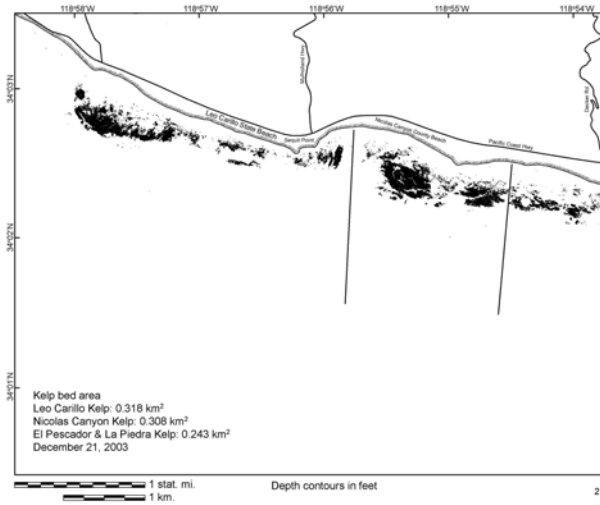 118°58'W
118°57'W
118°56'W
118°55'W
118°54'W
34°03'N
34°02'N
34°01'N
Mulholland Hwy
Decker Rd
Leo Carillo State Beach
Sequit Point
Nicolas Canyon County Beach
Pacific Coast Hwy
Kelp bed area
Leo Carillo Kelp: 0.318 km²
Nicolas Canyon Kelp: 0.308 km²
El Pescador & La Piedra Kelp: 0.243 km²
December 21, 2003
1 stat. mi.
1 km.
Depth contours in feet
2